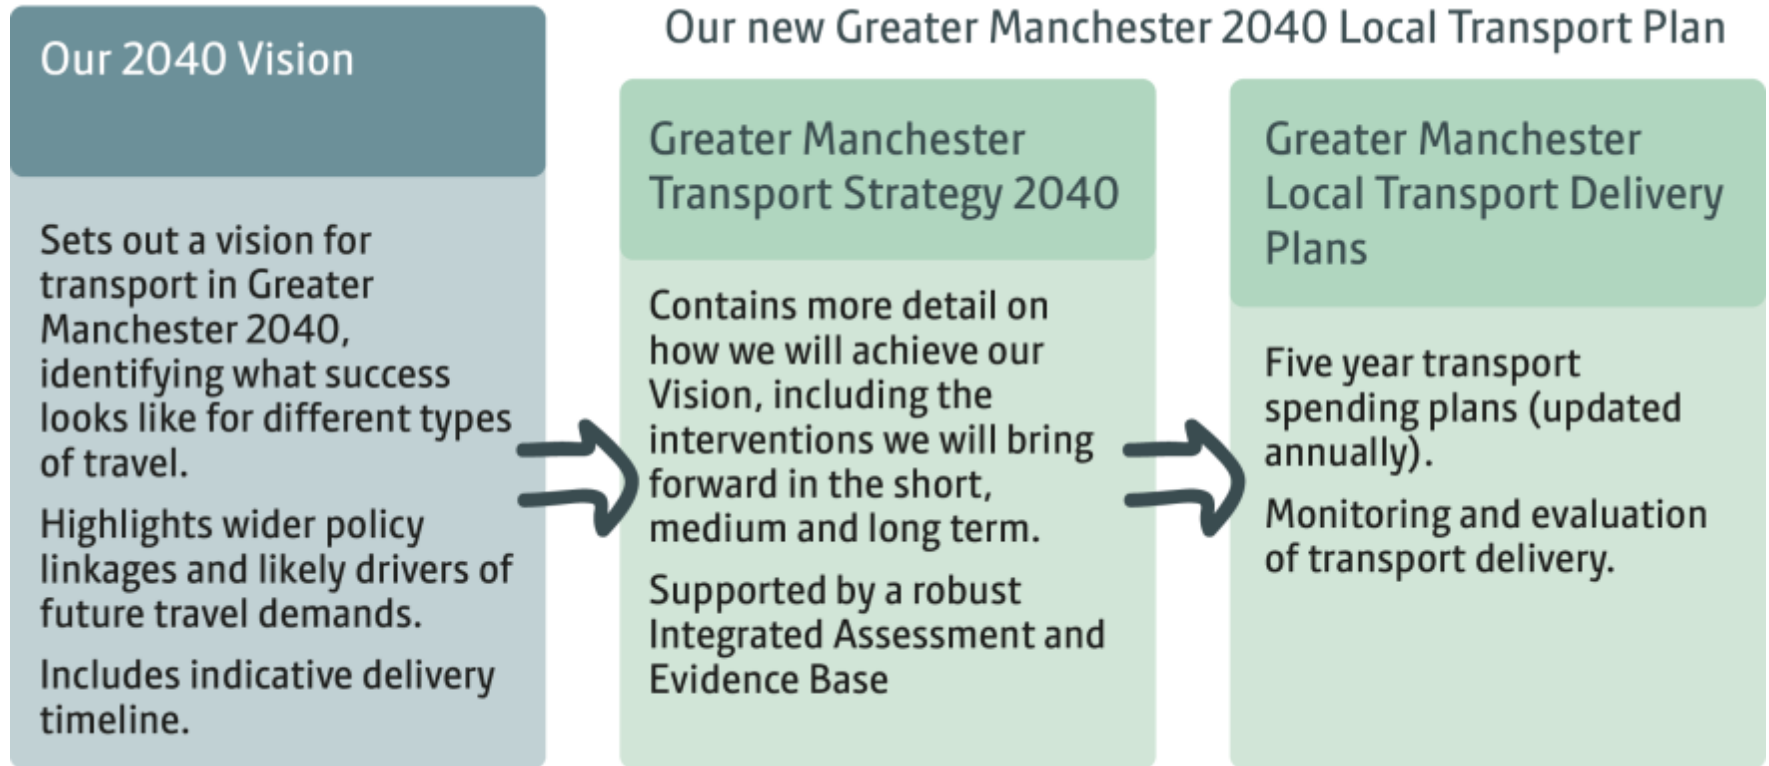 Our 2040 Vision
Sets out a vision for
transport in Greater
Manchester 2040,
identifying what success
looks like for different types
of travel.
Highlights wider policy
linkages and likely drivers of
future travel demands.
Includes indicative delivery
timeline.
Our new Greater Manchester 2040 Local Transport Plan
Greater Manchester
Transport Strategy 2040
Contains more detail on
how we will achieve our
Vision, including the
interventions we will bring
forward in the short,
medium and long term.
Supported by a robust
Integrated Assessment and
Evidence Base
Greater Manchester
Local Transport Delivery
Plans
Five year transport
spending plans (updated
annually).
Monitoring and evaluation
of transport delivery.